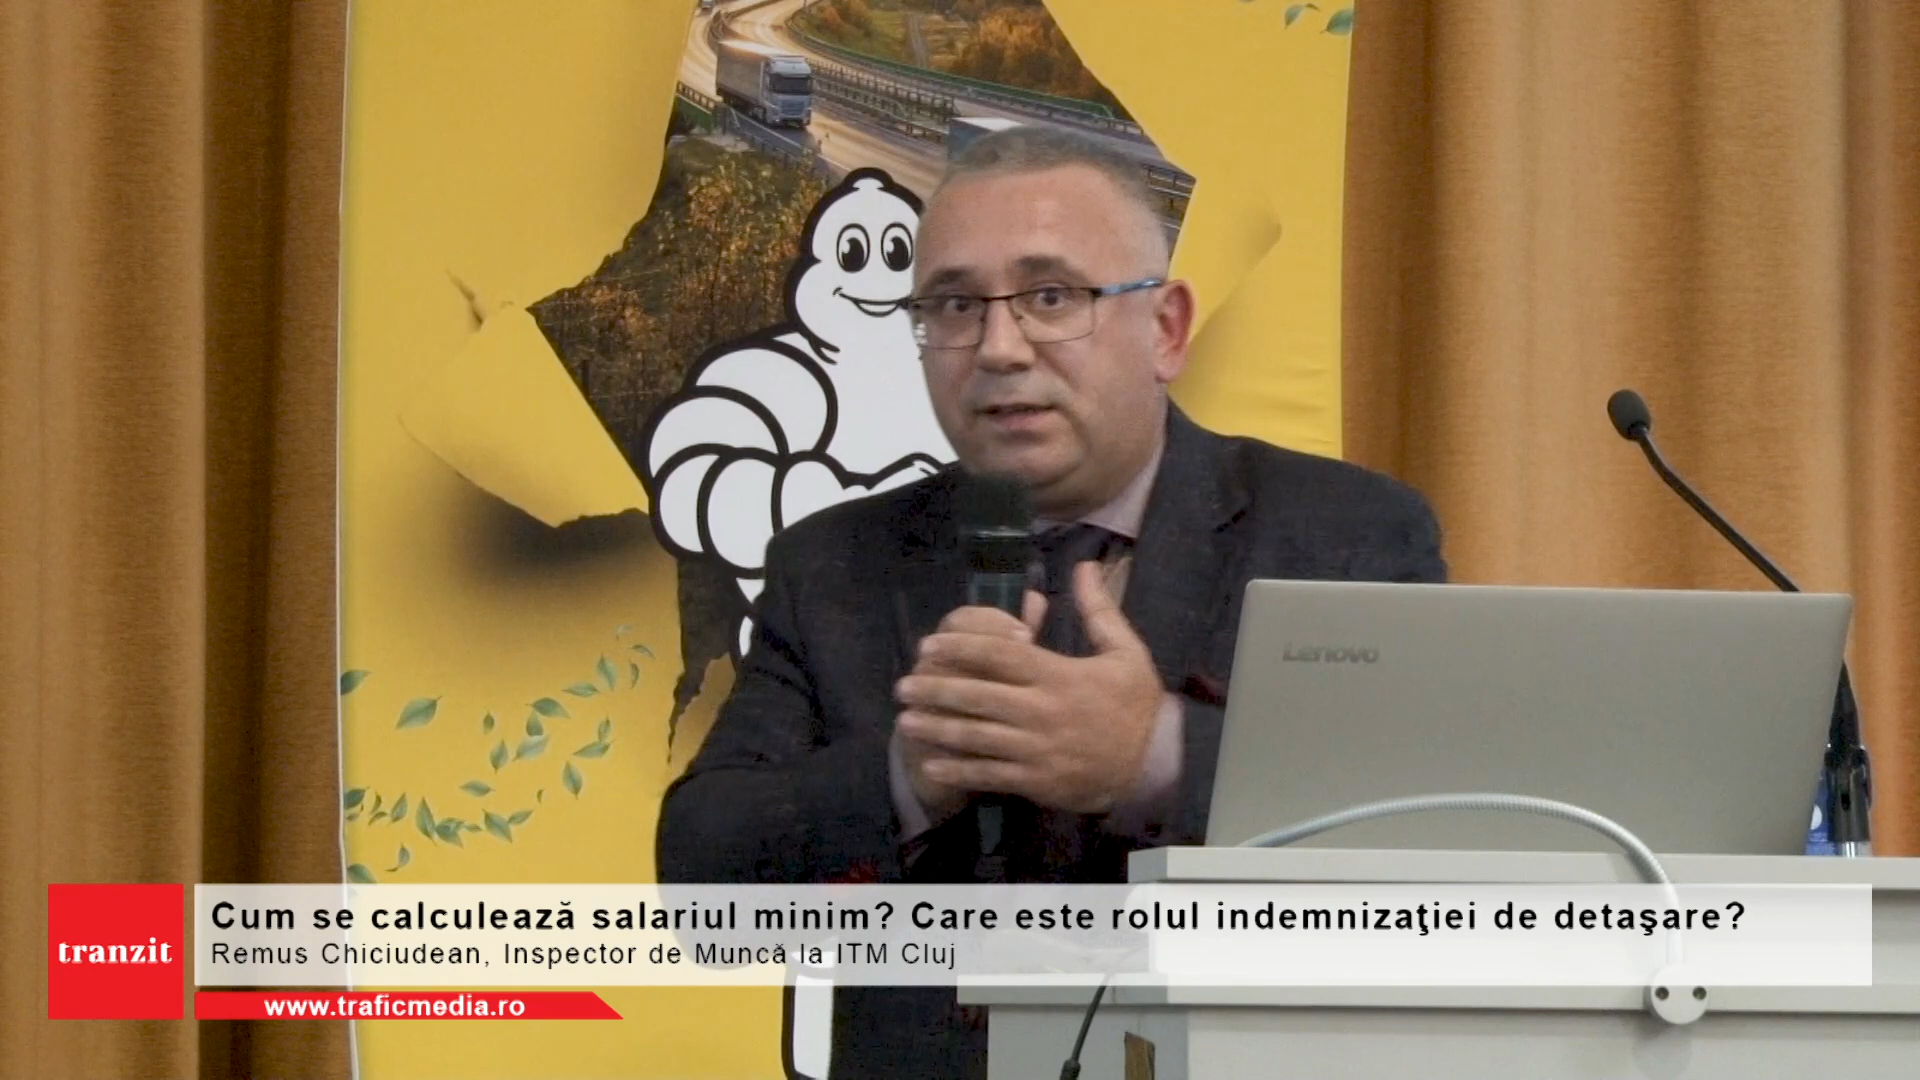 Lenovo
Cum se calculează salariul minim? Care este rolul indemnizaţiei de detaşare?
tranzit
Remus Chiciudean, Inspector de Muncă la ITM Cluj
www.traficmedia.ro